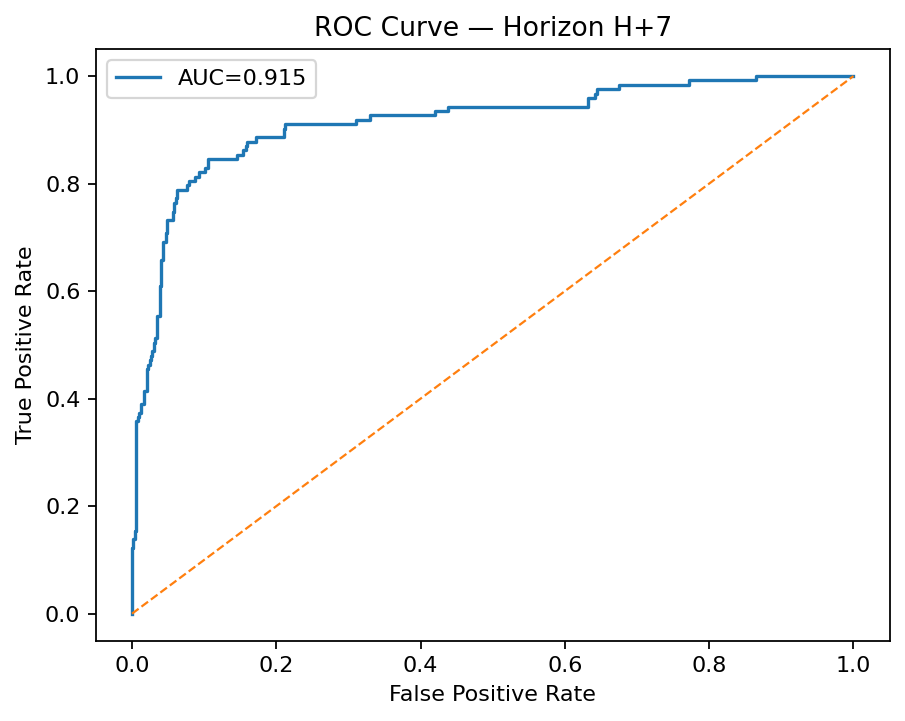 ROC Curve — Horizon H+7
AUC=0.915
True Positive Rate
1.0
0.8
0.6
0.4
0.2
0.0
0.0 0.2 0.4 0.6 0.8 1.0
False Positive Rate